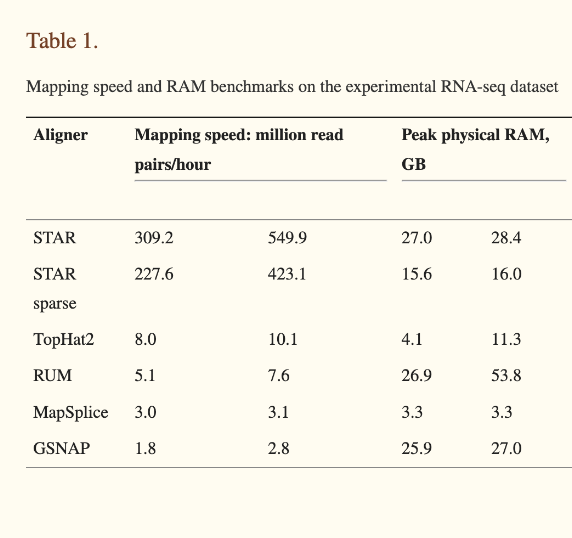 Table 1.
Mapping speed and RAM benchmarks on the experimental RNA-seq dataset
Aligner Mapping speed: million read Peak physical RAM,
pairs/hour GB
STAR 309.2 549.9 27.0 28.4
STAR 227.6 423.1 15.6 16.0
sparse
TopHat2 8.0 10.1 4.1 11.3
RUM 5.1 7.6 26.9 53.8
MapSplice 3.0 3.1 3.3 3.3
GSNAP 1.8 2.8 25.9 27.0